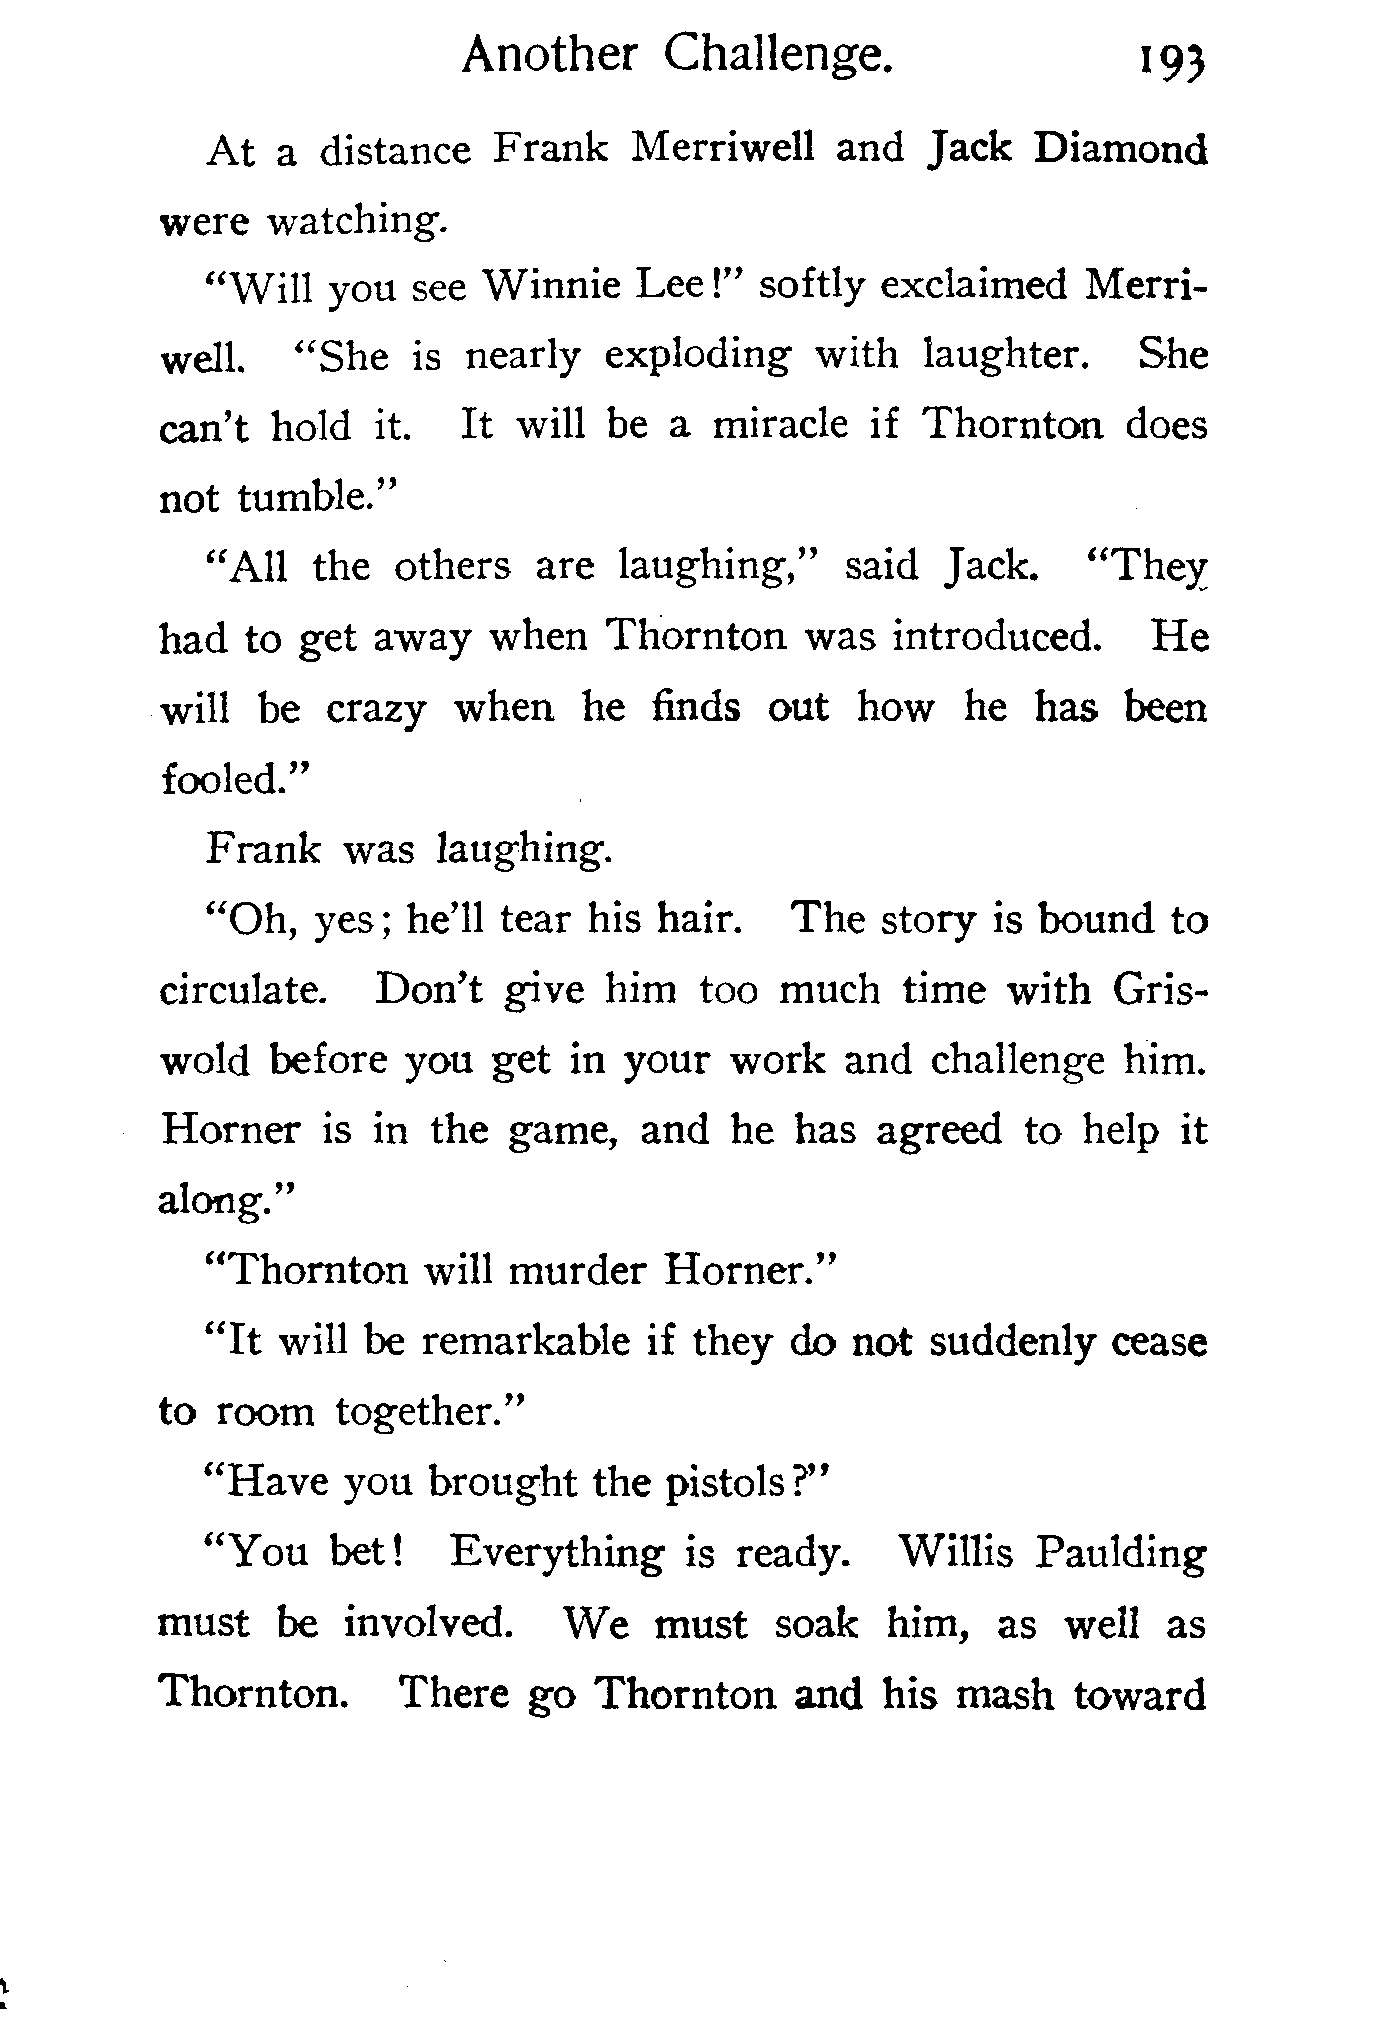 Another Challenge. 193
At a distance Frank Merriwell and Jack Diamond
were watching.
“Will you see Winnie Lee!” softly exclaimed Merri-
well. “She is nearly exploding with laughter. She
can’t hold it. It will be a miracle if Thornton does
not tumble.”
“All the others are laughing,” said Jack. “They
had to get away when Thornton was introduced. He
will be crazy when he finds out how he has been
fooled.”
Frank was laughing.
“Oh, yes; he’ll tear his hair. The story is bound to
circulate. Don’t give him too much time with Gris-
wold before you get in your work and challenge him.
Horner is in the game, and he has agreed to help it
along.”
“Thornton will murder Horner.”
“It will be remarkable if they do not suddenly cease
to room together.”
“Have you brought the pistols?”
“You bet! Everything is ready. Willis Paulding
must be involved. We must soak him, as well as
Thornton. There go Thornton and his mash toward